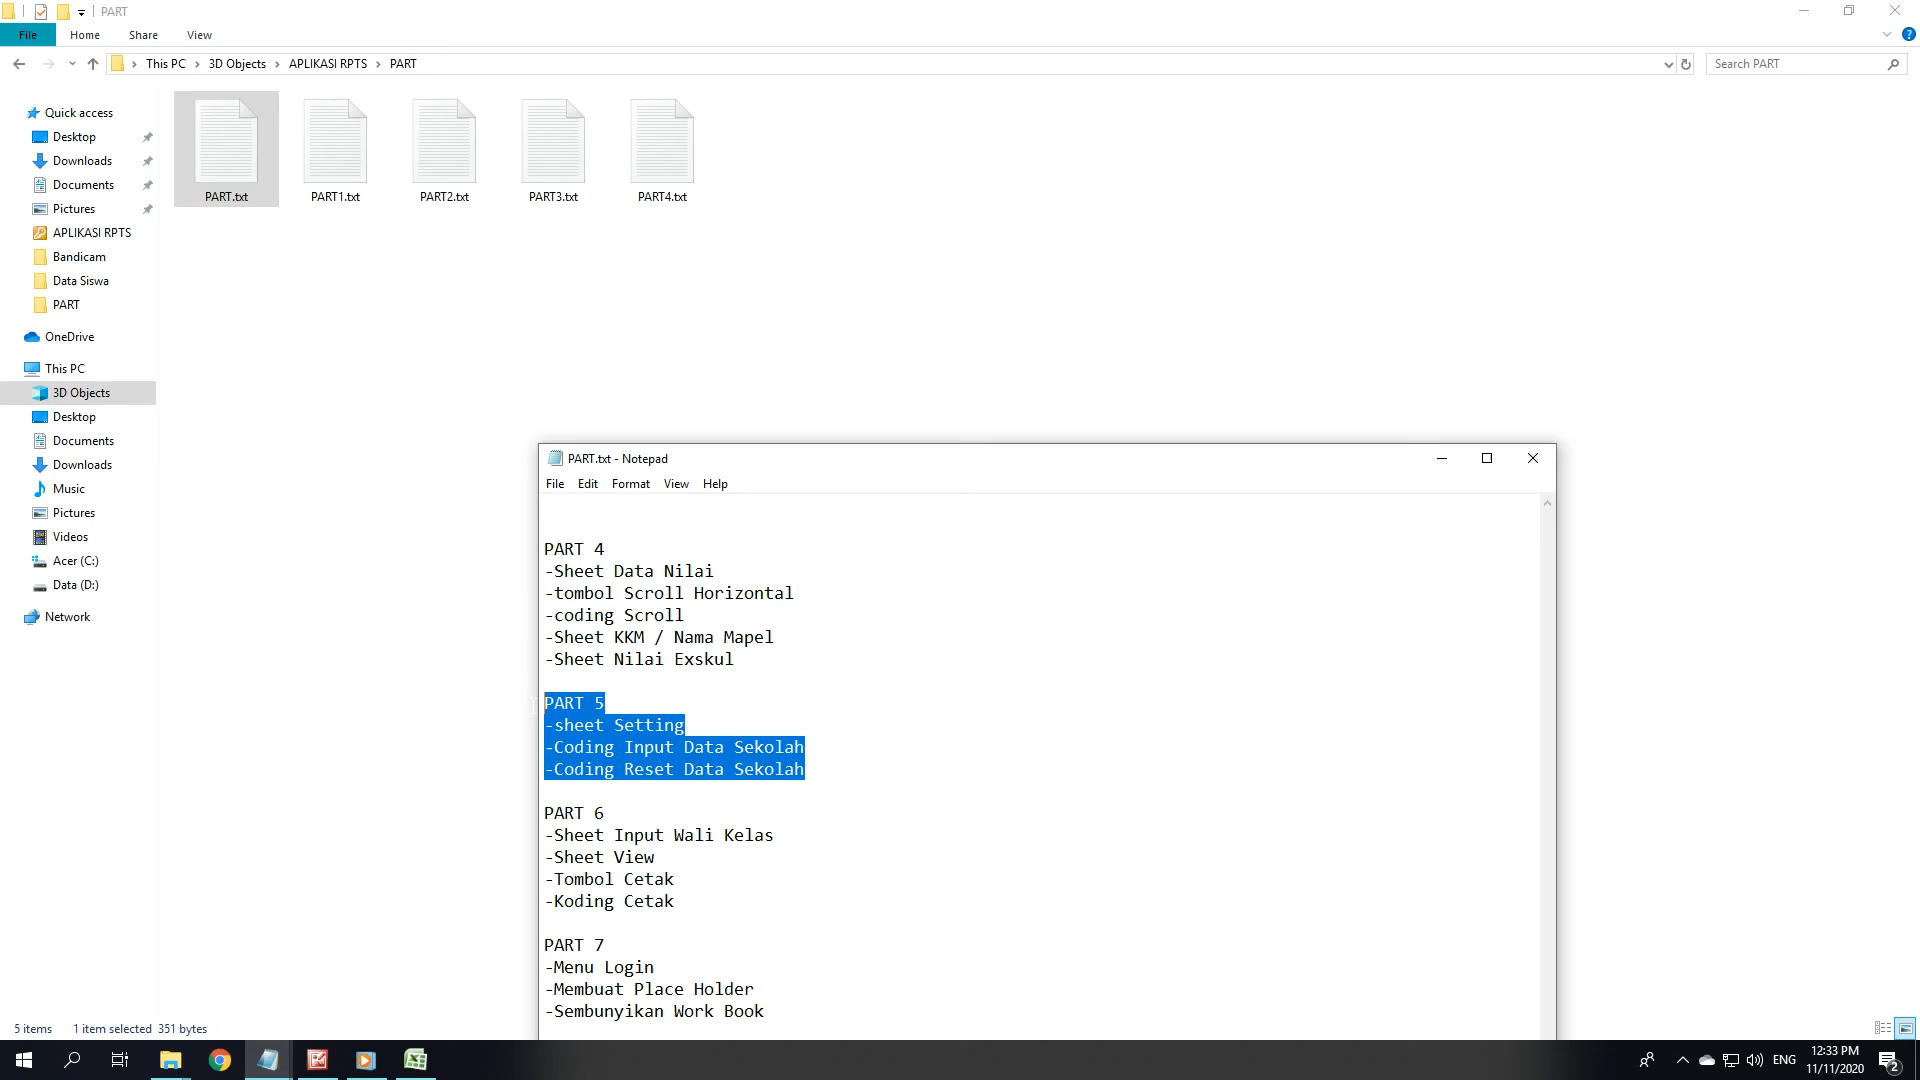 PART
File Home Share View
This PC 3D Objects APLIKASI RPTS PART
Search PART
Quick access
Desktop
Downloads
Documents
Pictures
APLIKASI RPTS
Bandicam
Data Siswa
PART
OneDrive
This PC
3D Objects
Desktop
Documents
Downloads
Music
Pictures
Videos
Acer (C:)
Data (D:)
Network
PART.txt PART1.txt PART2.txt PART3.txt PART4.txt
PART.txt - Notepad
File Edit Format View Help
PART 4
-Sheet Data Nilai
-tombol Scroll Horizontal
-coding Scroll
-Sheet KKM / Nama Mapel
-Sheet Nilai Exskul
PART 5
-sheet Setting
-Coding Input Data Sekolah
-Coding Reset Data Sekolah
PART 6
-Sheet Input Wali Kelas
-Sheet View
-Tombol Cetak
-Koding Cetak
PART 7
-Menu Login
-Membuat Place Holder
-Sembunyikan Work Book
5 items 1 item selected 351 bytes
ENG
12:33 PM
11/11/2020
2